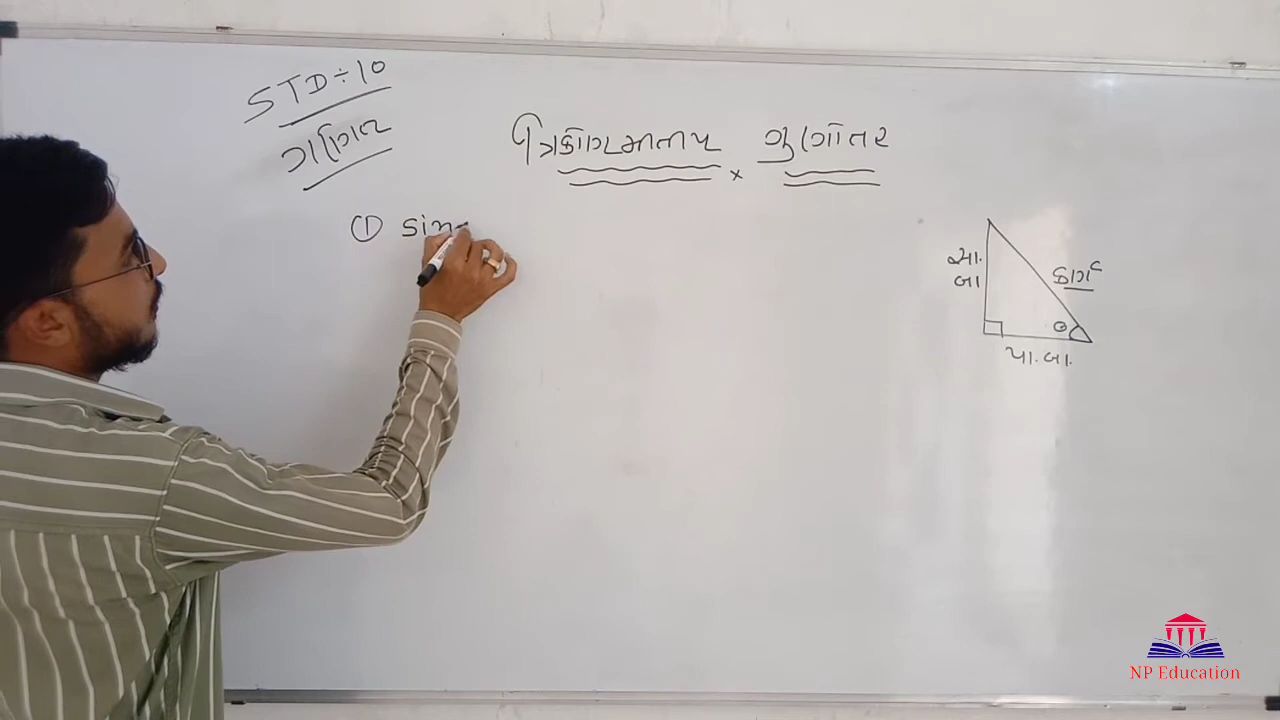 STD÷10
ગણિત
ત્રિકોણમિતીય ગુણોત્તર
① sin
સા.
બા
કર્ણ
θ
પા.બા.
NP Education